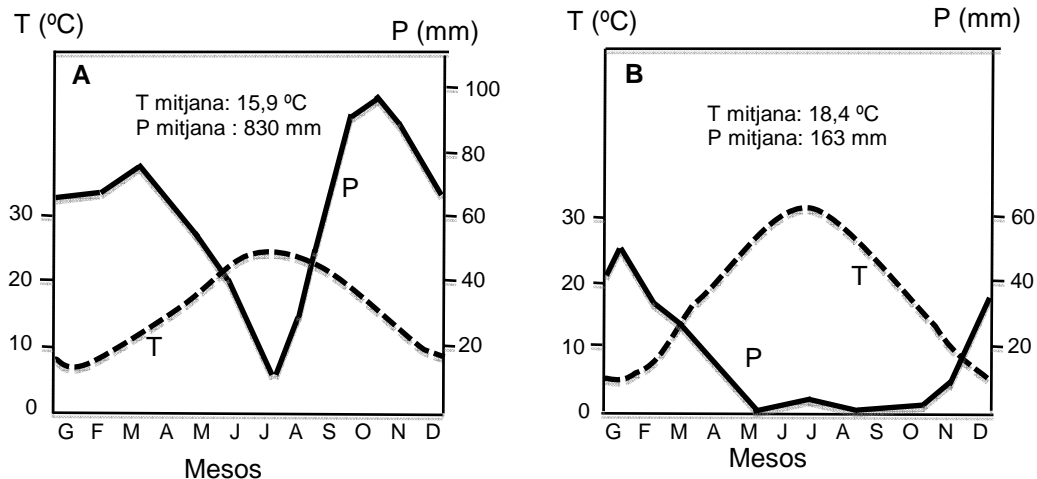 T (ºC)
P (mm)
A
T mitjana: 15,9 ºC
P mitjana : 830 mm
100
80
60
40
20
30
20
10
0
P
T
G F M A M J J A S O N D
Mesos
T (ºC)
P (mm)
B
T mitjana: 18,4 ºC
P mitjana: 163 mm
30
20
10
0
60
40
20
T
P
G F M A M J J A S O N D
Mesos